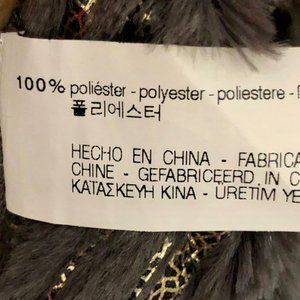 100% poliéster - polyester - poliestere -
폴리에스터
HECHO EN CHINA - FABRICA
CHINE - GEFABRICEERD IN C
ΚΑΤΑΣΚΕΥΗ ΚΙΝΑ - ÜRETIM YE